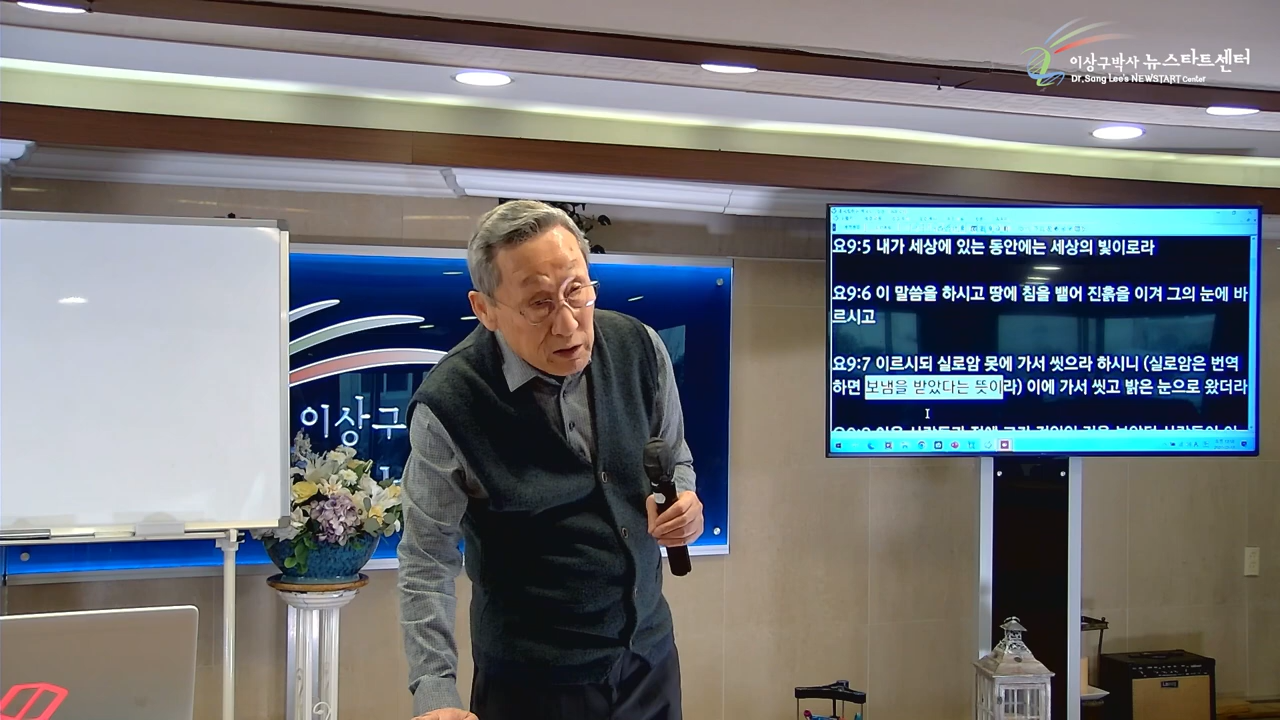 이상구박사 뉴스타트센터
Dr.Sang Lee's NEWSTART Center
요9:5 내가 세상에 있는 동안에는 세상의 빛이로라
요9:6 이 말씀을 하시고 땅에 침을 뱉어 진흙을 이겨 그의 눈에 바
르시고
요9:7 이르시되 실로암 못에 가서 씻으라 하시니 (실로암은 번역
하면 보냄을 받았다는 뜻이라) 이에 가서 씻고 밝은 눈으로 왔더라
이상구